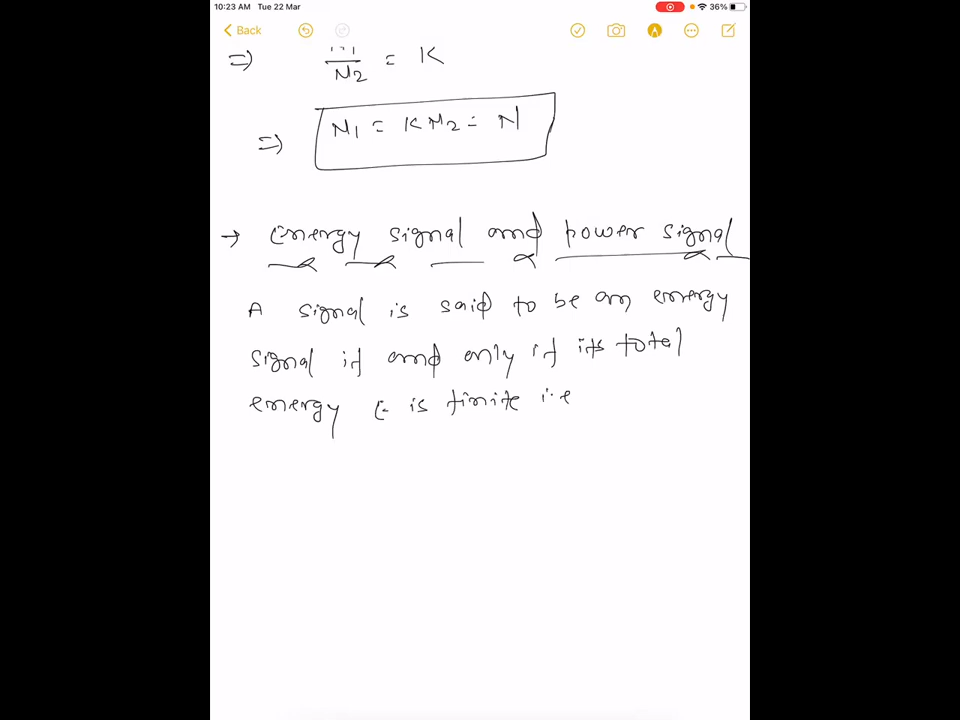 10:23 AM Tue 22 Mar 36%
Back
=) N2 = K
=) N1 = KN2 = N
→ Energy signal and power signal
A signal is said to be an energy
signal if and only if its total
energy E is finite i.e